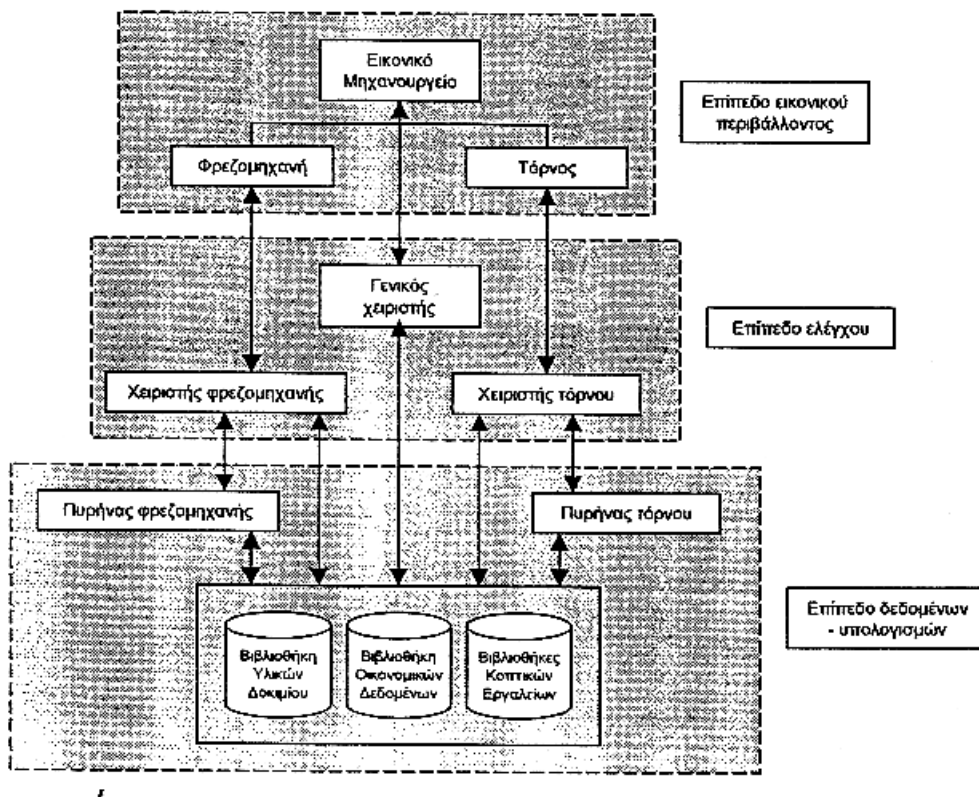 Εικονικό
Μηχανουργείο
Επίπεδο εικονικού
περιβάλλοντος
Φρεζομηχανή
Τόρνος
Γενικός
χειριστής
Επίπεδο ελέγχου
Χειριστής φρεζομηχανής
Χειριστής τόρνου
Πυρήνας φρεζομηχανής
Πυρήνας τόρνου
Επίπεδο δεδομένων
- υπολογισμών
Βιβλιοθήκη
Υλικών
Δοκιμίου
Βιβλιοθήκη
Οικονομικών
Δεδομένων
Βιβλιοθήκες
Κοπτικών
Εργαλείων